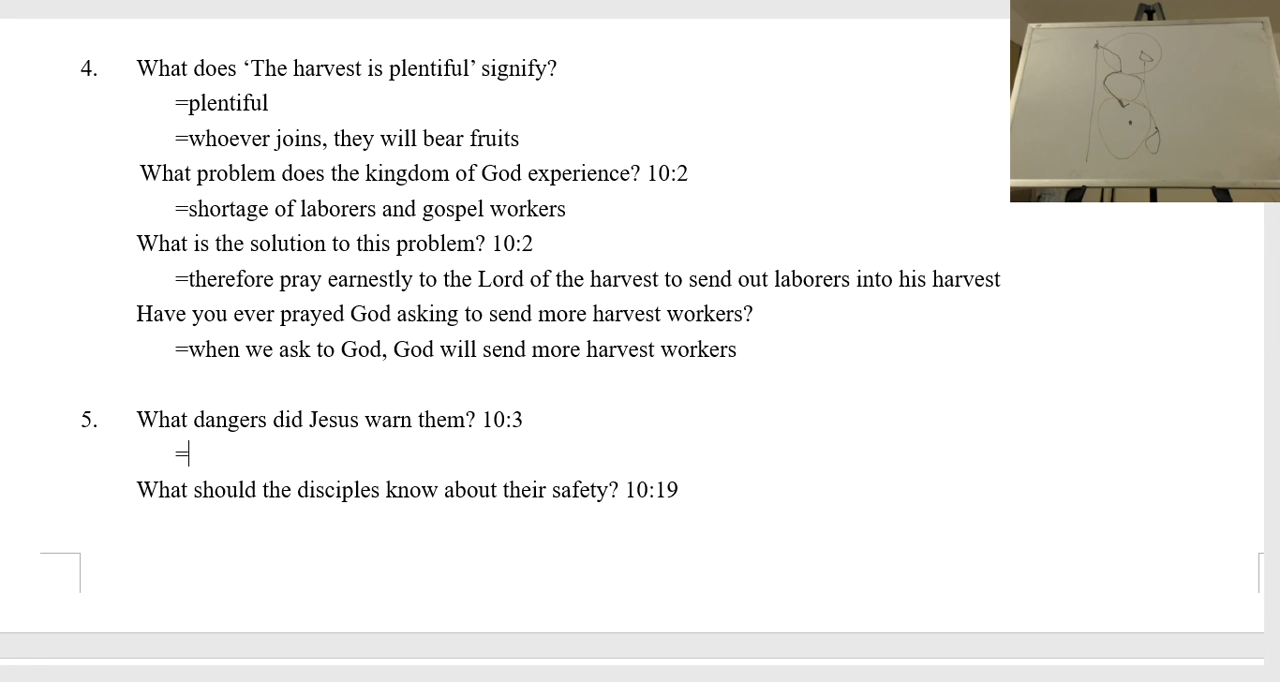 4. What does ‘The harvest is plentiful’ signify?
=plentiful
=whoever joins, they will bear fruits
What problem does the kingdom of God experience? 10:2
=shortage of laborers and gospel workers
What is the solution to this problem? 10:2
=therefore pray earnestly to the Lord of the harvest to send out laborers into his harvest
Have you ever prayed God asking to send more harvest workers?
=when we ask to God, God will send more harvest workers
5. What dangers did Jesus warn them? 10:3
=
What should the disciples know about their safety? 10:19